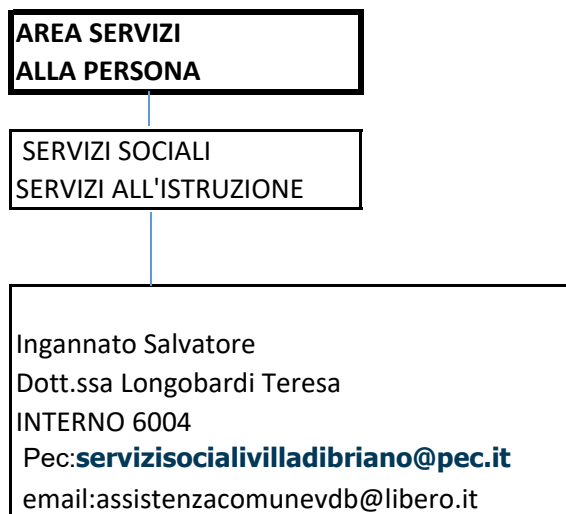 AREA SERVIZI
ALLA PERSONA
SERVIZI SOCIALI
SERVIZI ALL'ISTRUZIONE
Ingannato Salvatore
Dott.ssa Longobardi Teresa
INTERNO 6004
Pec:servizisocialivilladibriano@pec.it
email:assistenzacomunevdb@libero.it